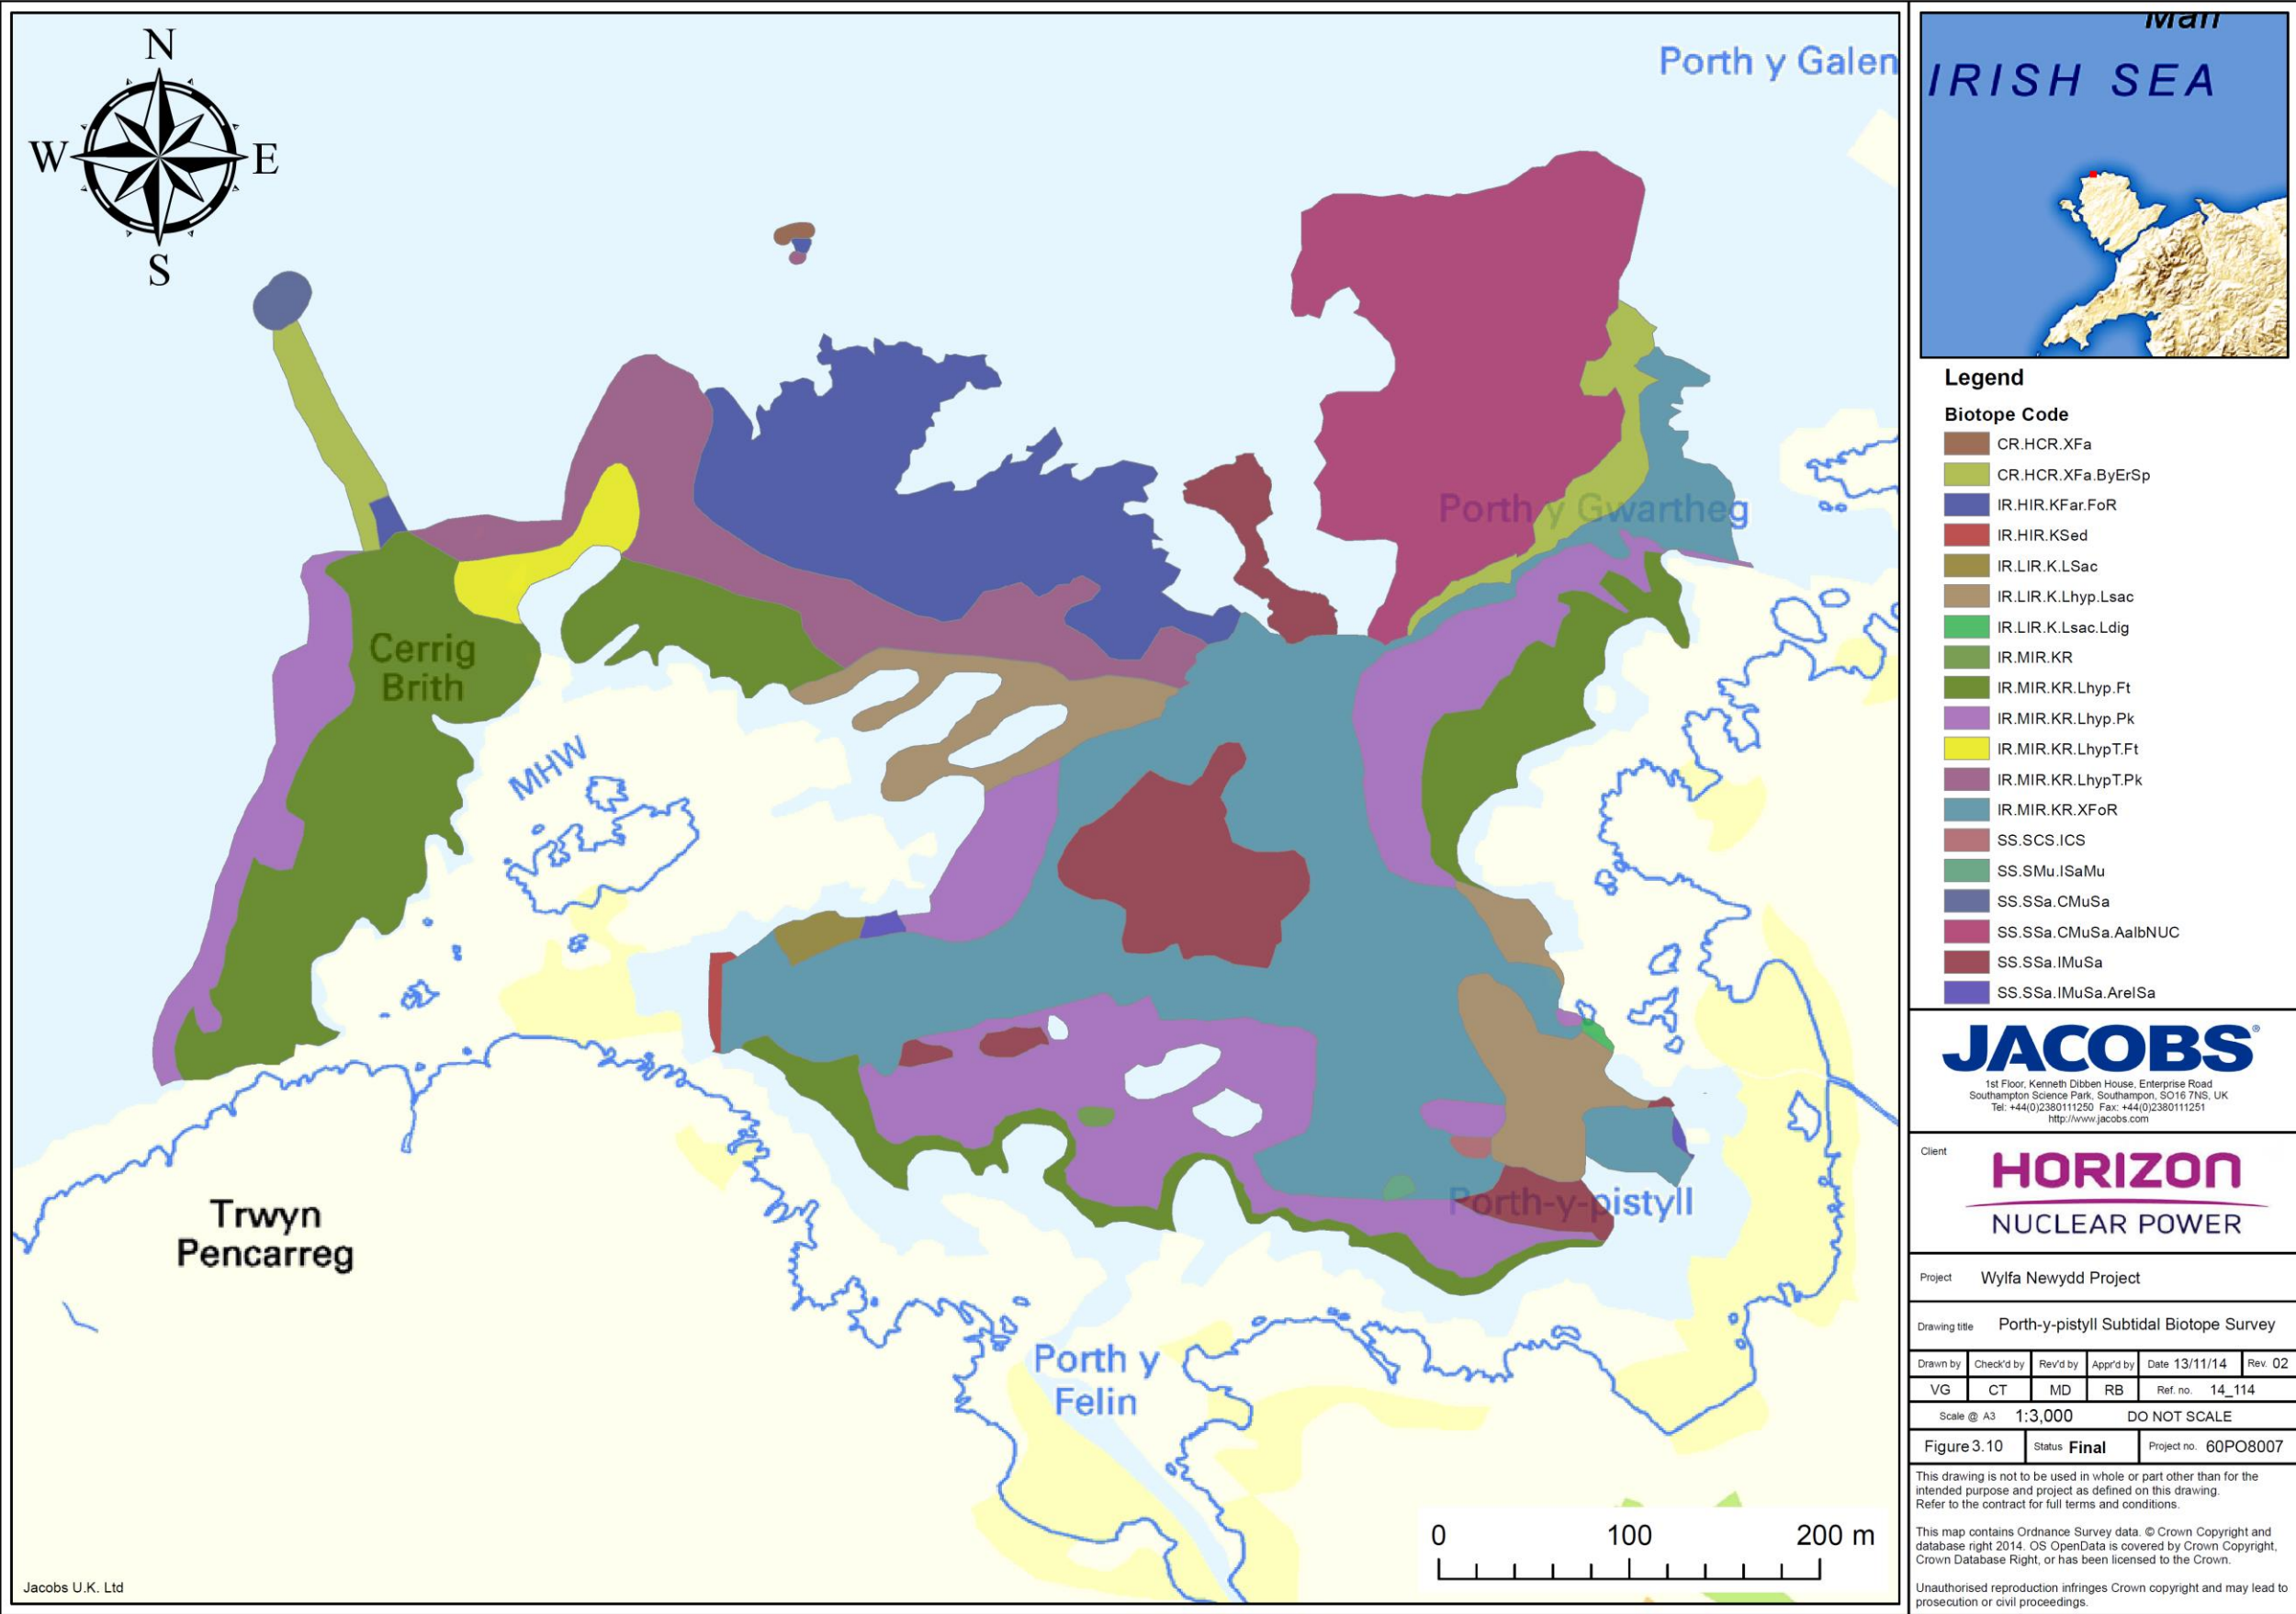 N
W
E
S
Porth y Galen
Porth y Gwartheg
Cerrig
Brith
MHW
Trwyn
Pencarreg
Porth-y-pistyll
Porth y
Felin
0 100 200 m
Jacobs U.K. Ltd
Man
IRISH SEA
Legend
Biotope Code
CR.HCR.XFa
CR.HCR.XFa.ByErSp
IR.HIR.KFar.FoR
IR.HIR.KSed
IR.LIR.K.LSac
IR.LIR.K.Lhyp.Lsac
IR.LIR.K.Lsac.Ldig
IR.MIR.KR
IR.MIR.KR.Lhyp.Ft
IR.MIR.KR.Lhyp.Pk
IR.MIR.KR.LhypT.Ft
IR.MIR.KR.LhypT.Pk
IR.MIR.KR.XFoR
SS.SCS.ICS
SS.SMu.ISaMu
SS.SSa.CMuSa
SS.SSa.CMuSa.AalbNUC
SS.SSa.IMuSa
SS.SSa.IMuSa.AreISa
JACOBS®
1st Floor, Kenneth Dibben House, Enterprise Road
Southampton Science Park, Southampon, SO16 7NS, UK
Tel: +44(0)2380111250 Fax: +44(0)2380111251
http://www.jacobs.com
Client
HORIZON
NUCLEAR POWER
Project Wylfa Newydd Project
Drawing title Porth-y-pistyll Subtidal Biotope Survey
Drawn by Check'd by Rev'd by Appr'd by Date 13/11/14 Rev. 02
VG CT MD RB Ref. no. 14_114
Scale @ A3 1:3,000 DO NOT SCALE
Figure 3.10 Status Final Project no. 60PO8007
This drawing is not to be used in whole or part other than for the
intended purpose and project as defined on this drawing.
Refer to the contract for full terms and conditions.
This map contains Ordnance Survey data. © Crown Copyright and
database right 2014. OS OpenData is covered by Crown Copyright,
Crown Database Right, or has been licensed to the Crown.
Unauthorised reproduction infringes Crown copyright and may lead to
prosecution or civil proceedings.